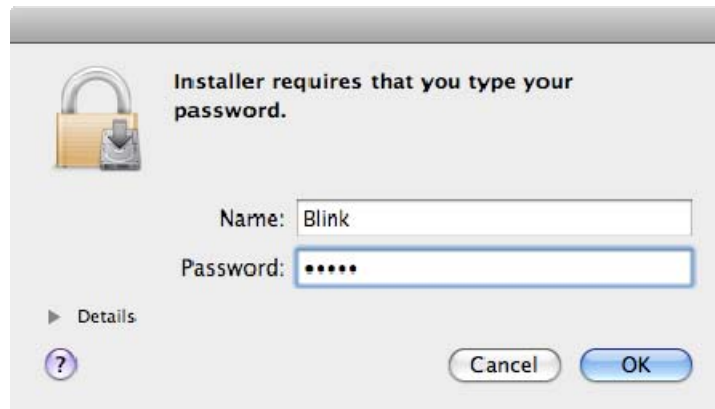 Installer requires that you type your
password.
Name: Blink
Password: •••••
Details
?
Cancel
OK